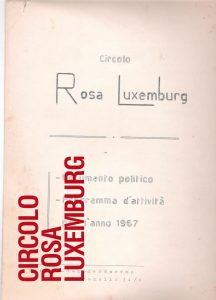 Circolo
Rosa Luxemburg
politico
d'attività
anno 1967
CIRCOLO
ROSA
LUXEMBURG